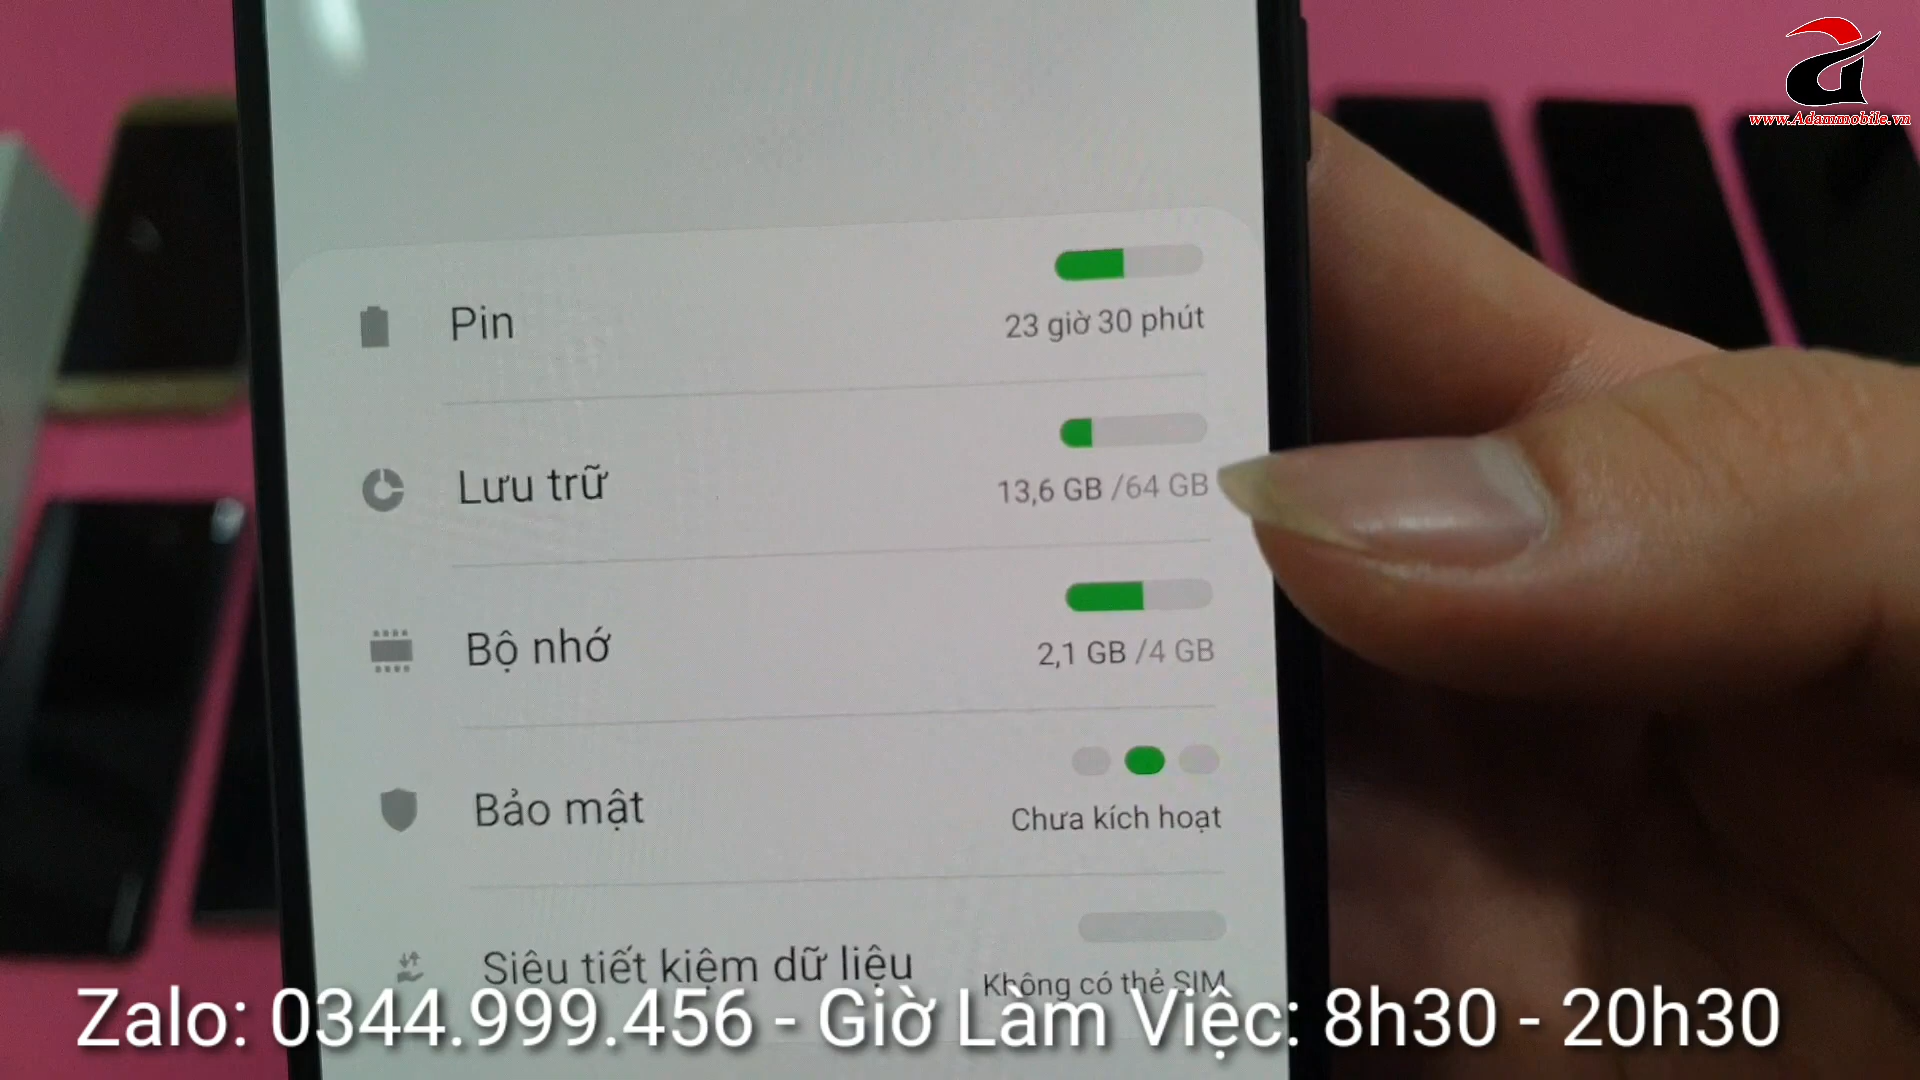 www.Adammobile.vn
Pin
23 giờ 30 phút
Lưu trữ
13,6 GB /64 GB
Bộ nhớ
2,1 GB /4 GB
Bảo mật
Chưa kích hoạt
Siêu tiết kiệm dữ liệu
Không có thẻ SIM
Zalo: 0344.999.456 - Giờ Làm Việc: 8h30 - 20h30